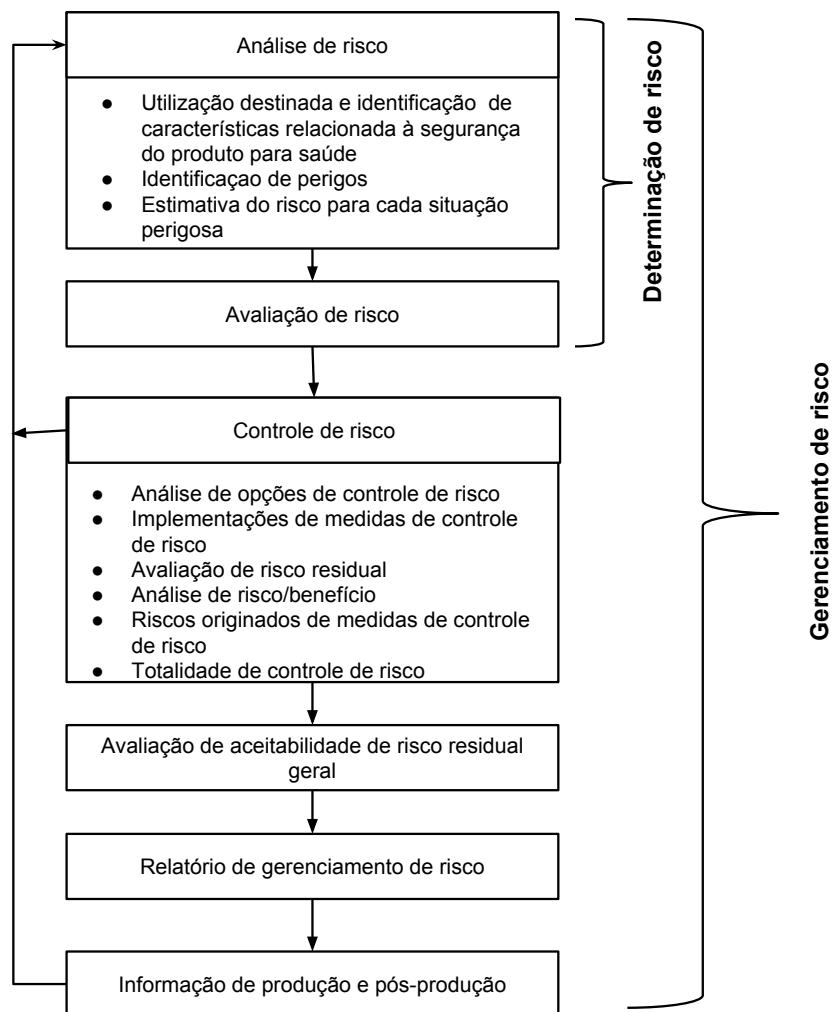 Análise de risco
● Utilização destinada e identificação de
características relacionada à segurança
do produto para saúde
● Identificaçao de perigos
● Estimativa do risco para cada situação
perigosa
Avaliação de risco
Determinação de risco
Controle de risco
● Análise de opções de controle de risco
● Implementações de medidas de controle
de risco
● Avaliação de risco residual
● Análise de risco/benefício
● Riscos originados de medidas de controle
de risco
● Totalidade de controle de risco
Avaliação de aceitabilidade de risco residual
geral
Relatório de gerenciamento de risco
Informação de produção e pós-produção
Gerenciamento de risco